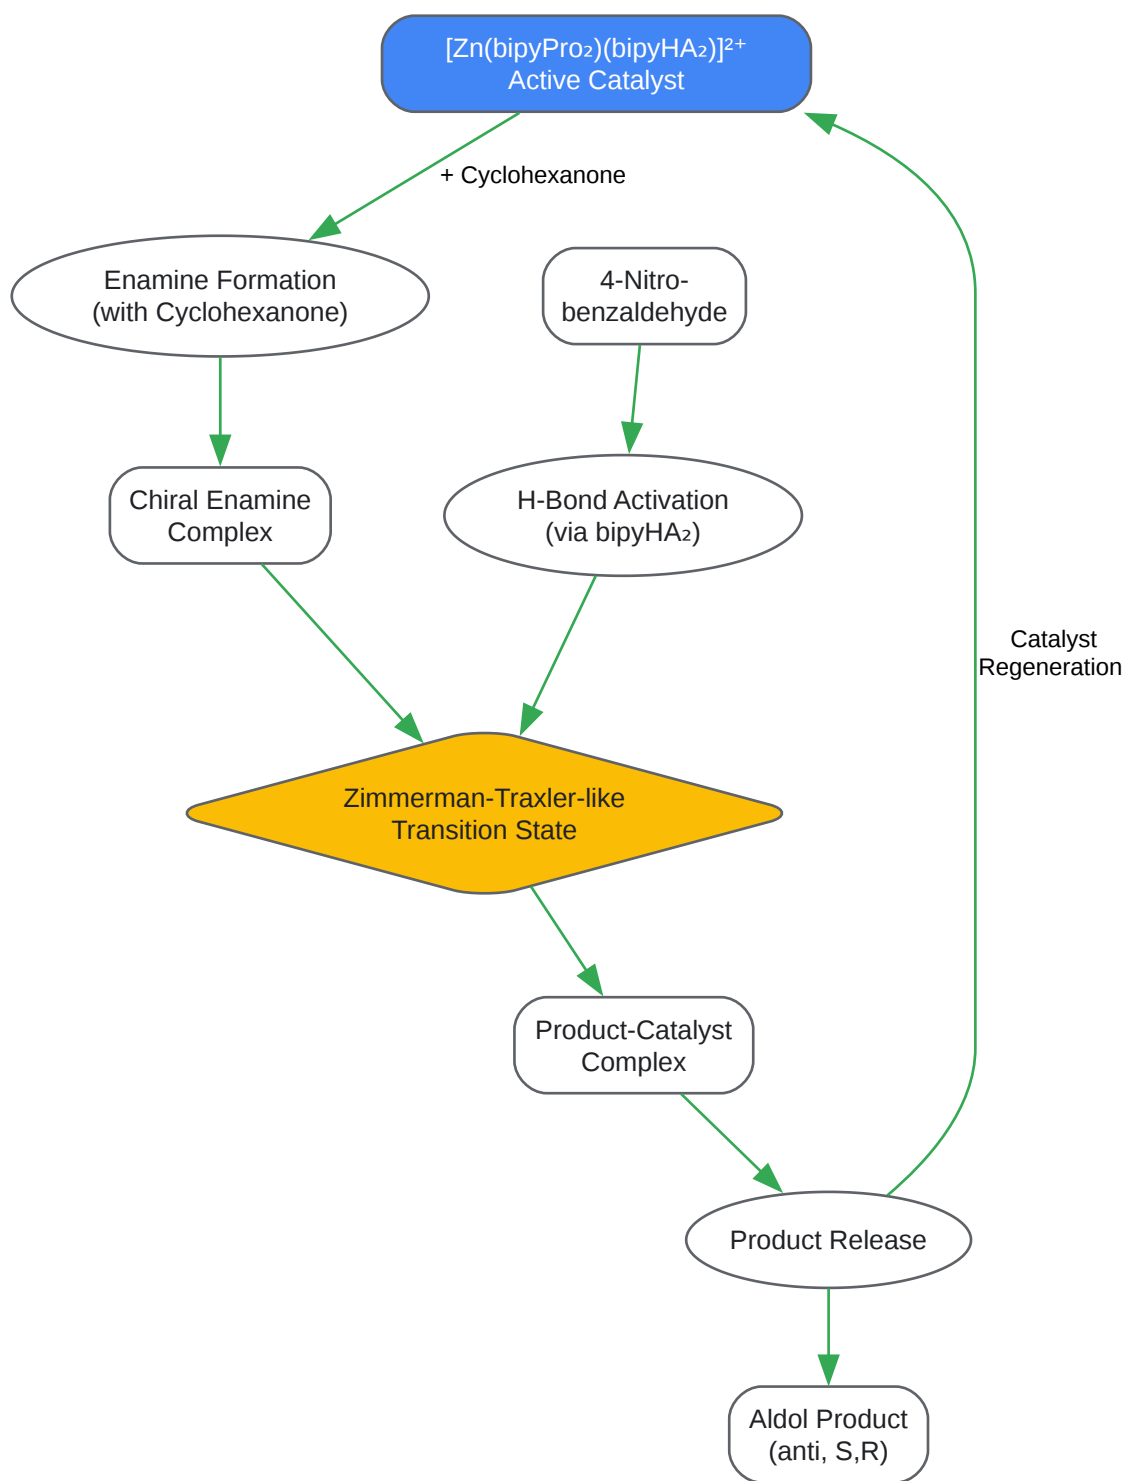 [Zn(bipyPro₂)(bipyHA₂)]²⁺
Active Catalyst
+ Cyclohexanone
Enamine Formation
(with Cyclohexanone)
4-Nitro-
benzaldehyde
Chiral Enamine
Complex
H-Bond Activation
(via bipyHA₂)
Catalyst
Regeneration
Zimmerman-Traxler-like
Transition State
Product-Catalyst
Complex
Product Release
Aldol Product
(anti, S,R)